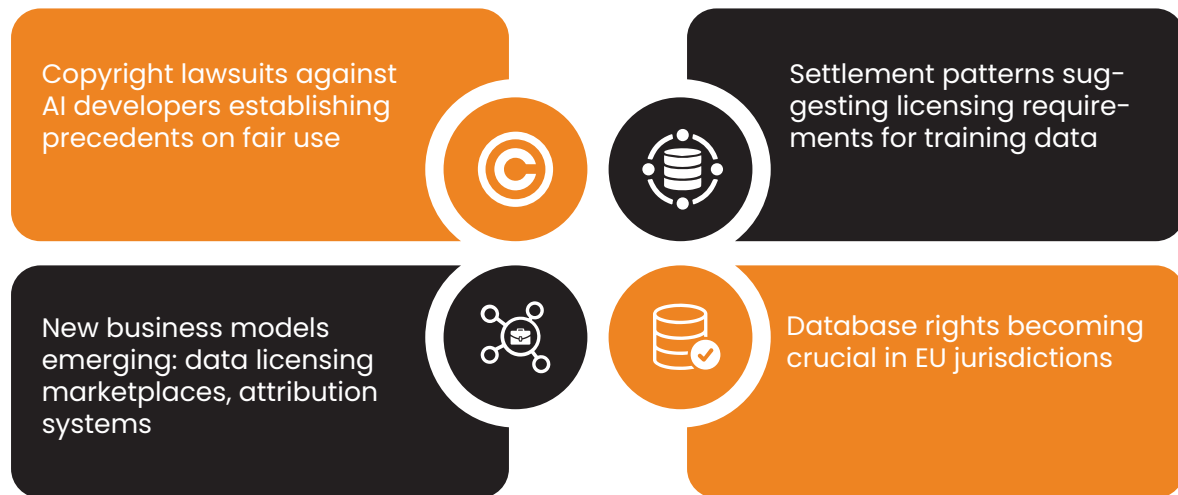 Copyright lawsuits against
AI developers establishing
precedents on fair use
Settlement patterns sug-
gesting licensing require-
ments for training data
New business models
emerging: data licensing
marketplaces, attribution
systems
Database rights becoming
crucial in EU jurisdictions